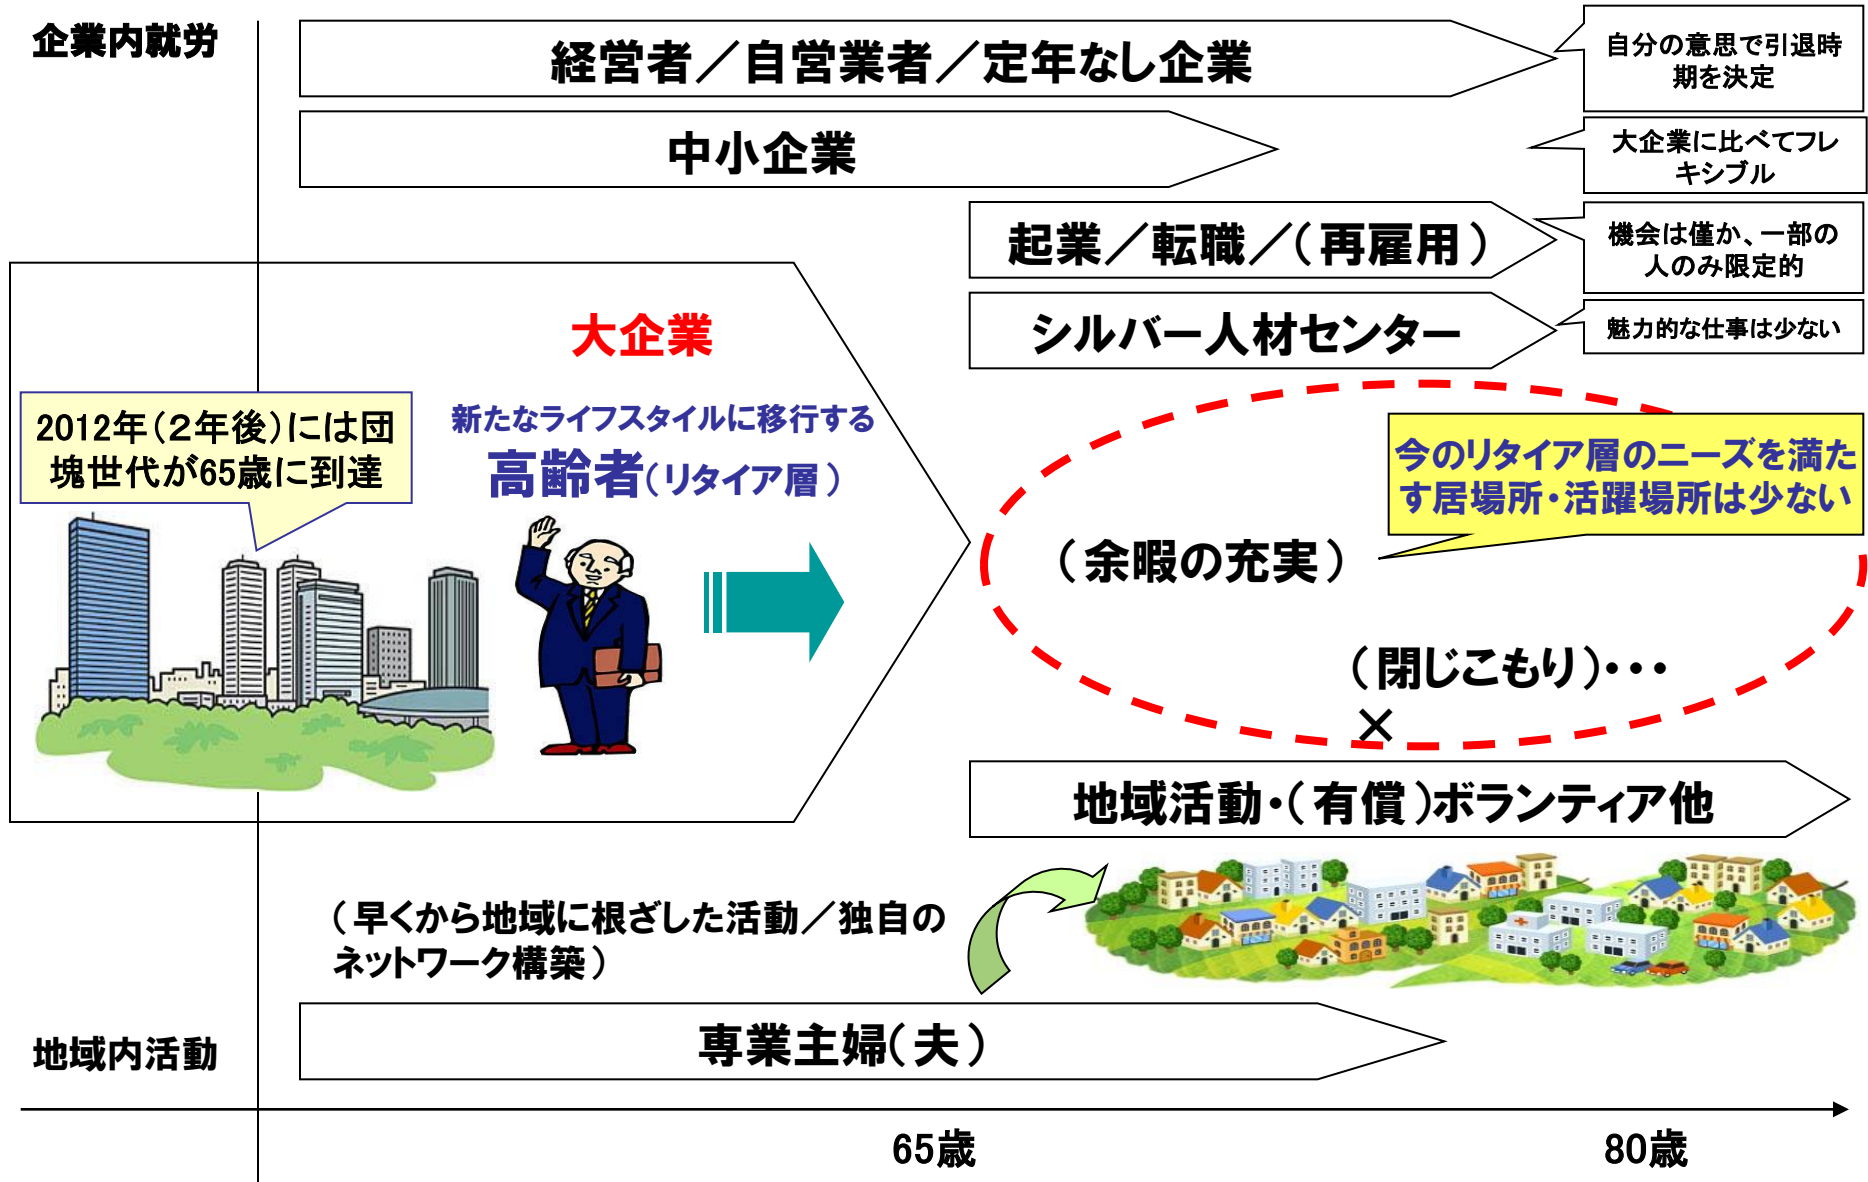 企業内就労
経営者／自営業者／定年なし企業
自分の意思で引退時
期を決定
中小企業
大企業に比べてフレ
キシブル
起業／転職／（再雇用）
機会は僅か、一部の
人のみ限定的
大企業
シルバー人材センター
魅力的な仕事は少ない
2012年（２年後）には団
塊世代が65歳に到達
新たなライフスタイルに移行する
高齢者（リタイア層）
今のリタイア層のニーズを満た
す居場所・活躍場所は少ない
（余暇の充実）
（閉じこもり）・・・
×
地域活動・（有償）ボランティア他
（早くから地域に根ざした活動／独自の
ネットワーク構築）
専業主婦（夫）
地域内活動
65歳
80歳